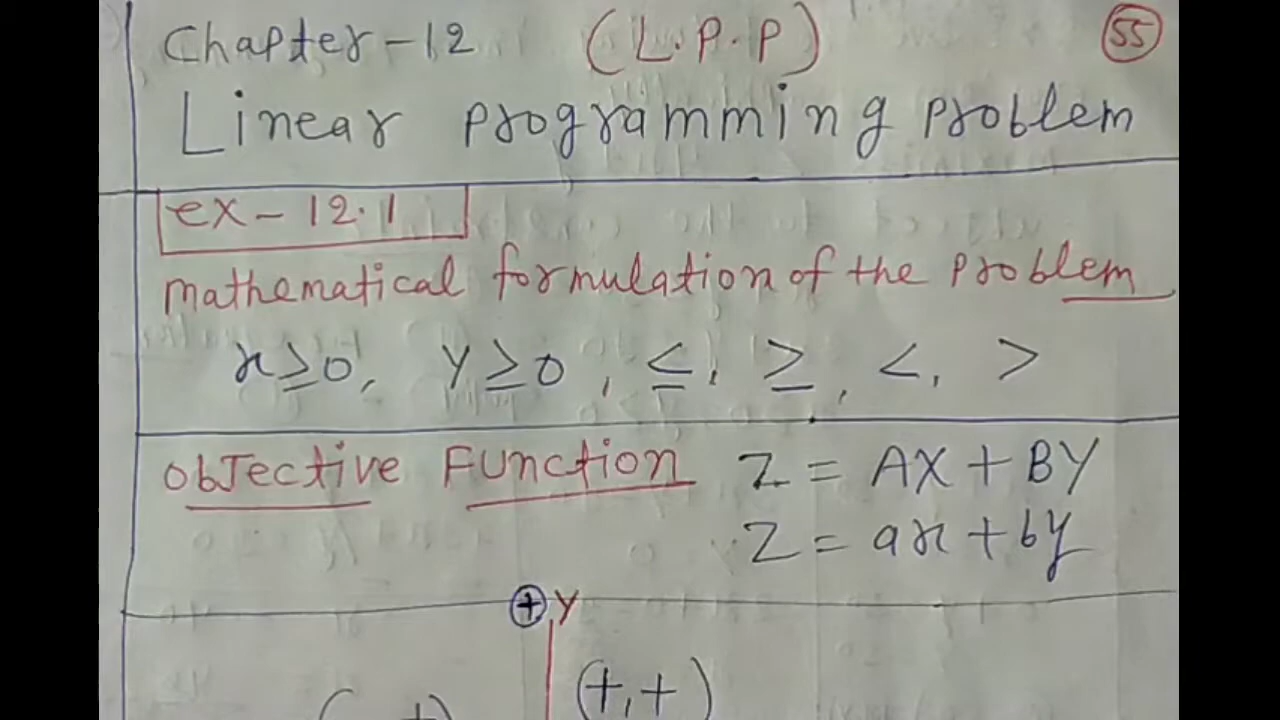 Chapter-12 (L.P.P) 55
Linear programming problem
ex-12.1
mathematical formulation of the problem
x≥0, y≥0, ≤, ≥, <, >
objective Function Z = AX + BY
Z = ax + by
+ y
(+,+)